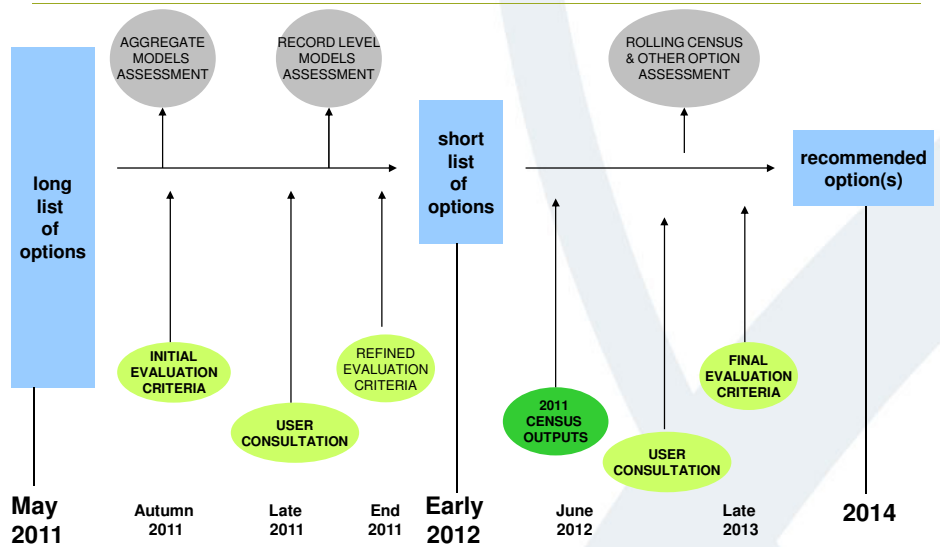 AGGREGATE
MODELS
ASSESSMENT
RECORD LEVEL
MODELS
ASSESSMENT
ROLLING CENSUS
& OTHER OPTION
ASSESSMENT
long
list
of
options
short
list
of
options
recommended
option(s)
INITIAL
EVALUATION
CRITERIA
USER
CONSULTATION
REFINED
EVALUATION
CRITERIA
2011
CENSUS
OUTPUTS
USER
CONSULTATION
FINAL
EVALUATION
CRITERIA
May
2011
Autumn
2011
Late
2011
End
2011
Early
2012
June
2012
Late
2013
2014